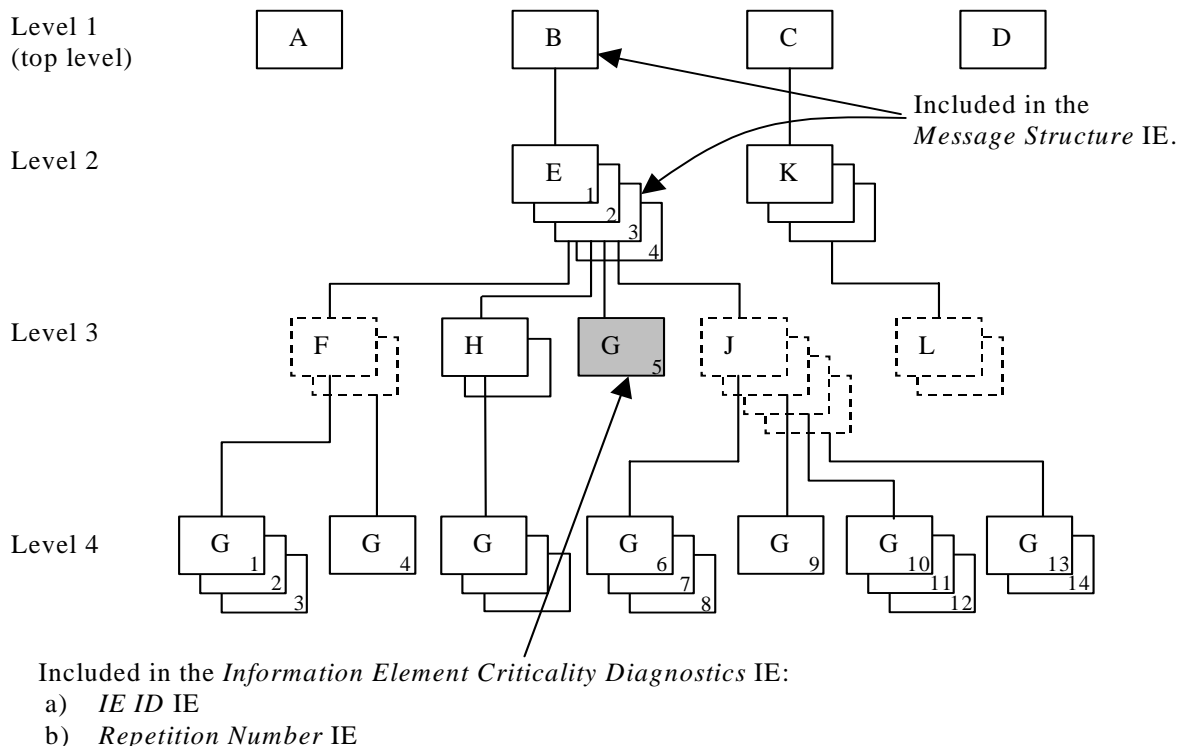 Level 1
(top level)
A
B
C
D
Included in the
Message Structure IE.
Level 2
E
1
2
3
4
K
Level 3
F
H
G
5
J
L
Level 4
G
1
2
3
G
4
G
G
6
7
8
G
9
G
10
11
12
G
13
14
Included in the Information Element Criticality Diagnostics IE:
a) IE ID IE
b) Repetition Number IE